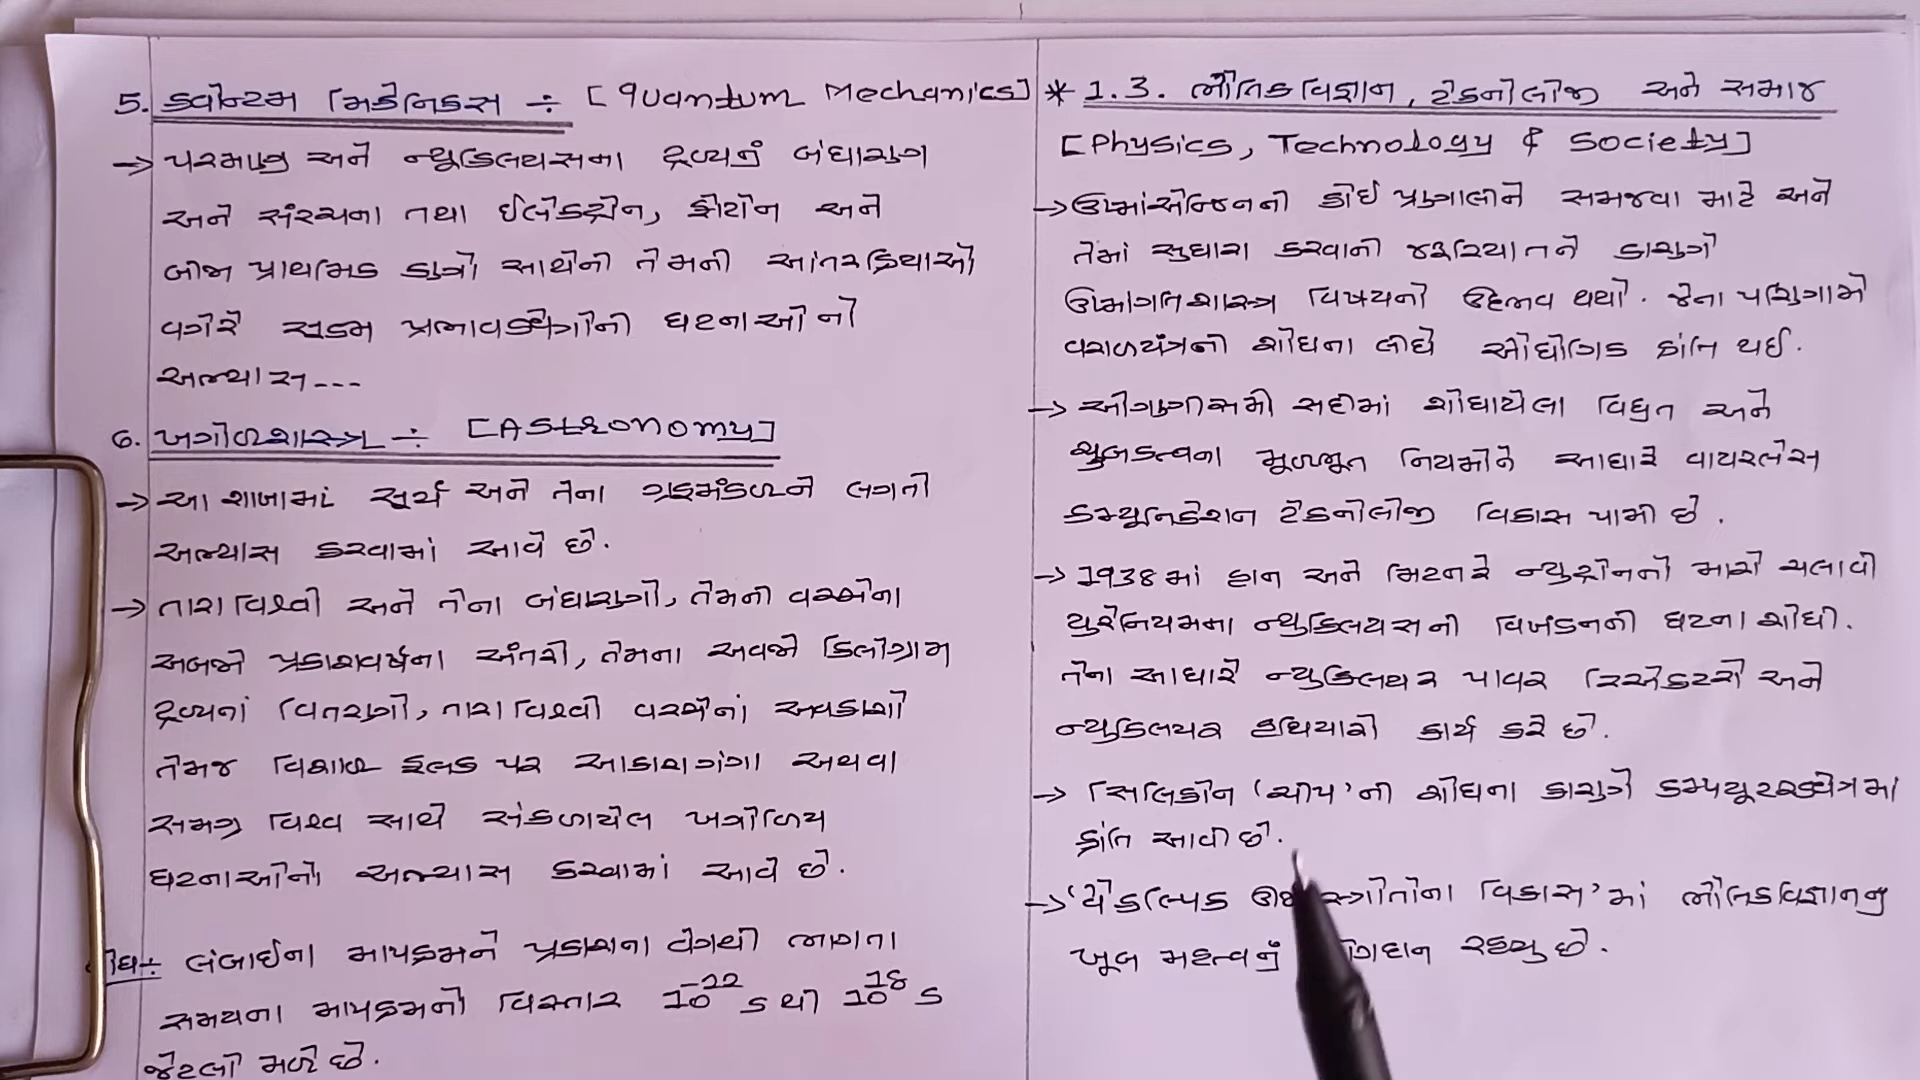 5. ક્વોન્ટમ મિકેનિક્સ ÷ [Quantum Mechanics]
→ પરમાણુ અને ન્યુક્લિયસના દ્રવ્યનું બંધારણ
અને સંરચના તથા ઈલેક્ટ્રોન, ફોટોન અને
બીજા પ્રાથમિક કણો સાથેની તેમની આંતરક્રિયાઓ
વગેરે સૂક્ષ્મ પ્રભાવક્ષેત્રોની ઘટનાઓનો
અભ્યાસ---
6. ખગોળશાસ્ત્ર ÷ [Astronomy]
→ આ શાખામાં સૂર્ય અને તેના ગ્રહમંડળને લગતો
અભ્યાસ કરવામાં આવે છે.
→ તારાવિશ્વો અને તેના બંધારણો, તેમની વચ્ચેના
અબજો પ્રકાશવર્ષના અંતરો, તેમના અબજો કિલોગ્રામ
દ્રવ્યનાં વિતરણો, તારાવિશ્વો વચ્ચેનાં અવકાશો
તેમજ વિશાળ ફલક પર આકાશગંગા અથવા
સમગ્ર વિશ્વ સાથે સંકળાયેલ ખગોળિય
ઘટનાઓનો અભ્યાસ કરવામાં આવે છે.
નોંધ÷ લંબાઈના માપક્રમને પ્રકાશના વેગથી ભાગતા
સમયના માપક્રમનો વિસ્તાર 10⁻²² s થી 10¹⁸ s
જેટલો મળે છે.
* 1.3. ભૌતિકવિજ્ઞાન, ટેકનોલોજી અને સમાજ
[Physics, Technology & Society]
→ ઉષ્માએન્જિનની કોઈ પ્રણાલીને સમજવા માટે અને
તેમાં સુધારા કરવાની જરૂરિયાતને કારણે
ઉષ્માગતિશાસ્ત્ર વિષયનો ઉદ્દભવ થયો. જેના પરિણામે
વરાળયંત્રની શોધના લીધે ઔધોગિક ક્રાંતિ થઈ.
→ ઓગણીસમી સદીમાં શોધાયેલા વિદ્યુત અને
ચુંબકત્વના મૂળભૂત નિયમોને આધારે વાયરલેસ
કમ્યૂનિકેશન ટેકનોલોજી વિકાસ પામી છે.
→ 1938માં હાન અને મિટનરે ન્યુટ્રોનનો મારો ચલાવી
યુરેનિયમના ન્યુક્લિયસની વિખંડનની ઘટના શોધી.
તેના આધારે ન્યુક્લિયર પાવર રિએક્ટરો અને
ન્યુક્લિયર હથિયારો કાર્ય કરે છે.
→ સિલિકોન 'ચીપ'ની શોધના કારણે કમ્પ્યૂટરક્ષેત્રમાં
ક્રાંતિ આવી છે.
→ 'વૈકલ્પિક સ્ત્રોતોના વિકાસ'માં ભૌતિકવિજ્ઞાનનુ
ખૂબ મહત્વનું રહ્યુ છે.